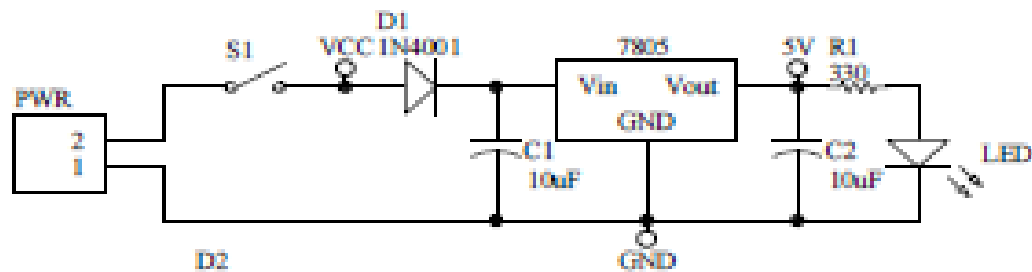 D1
S1
VCC 1N4001
7805
5V
R1
330
PWR
Vin
Vout
GND
2
1
C1
10uF
C2
10uF
LED
D2
GND